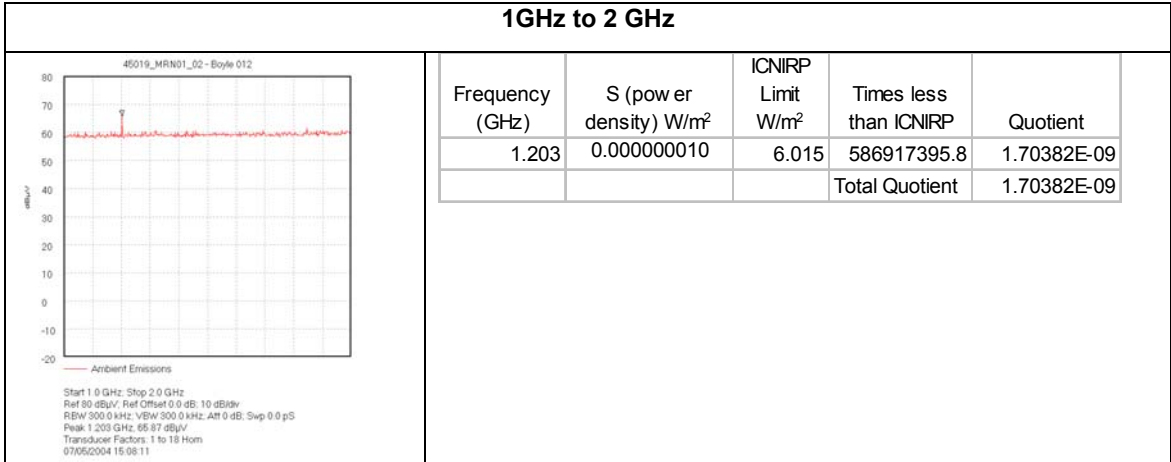 1GHz to 2 GHz
45019_MRN01_02 - Boyle 012
80
70
60
50
40
30
20
10
0
-10
-20
dBµV
Ambient Emissions
Start 1.0 GHz; Stop 2.0 GHz
Ref 80 dBµV; Ref Offset 0.0 dB; 10 dB/div
RBW 300.0 kHz; VBW 300.0 kHz; Att 0 dB; Swp 0.0 pS
Peak 1.203 GHz, 65.87 dBµV
Transducer Factors: 1 to 18 Horn
07/05/2004 15:08:11
Frequency (GHz) S (pow er density) W/m² ICNIRP Limit W/m² Times less than ICNIRP Quotient
1.203 0.000000010 6.015 586917395.8 1.70382E-09
Total Quotient 1.70382E-09